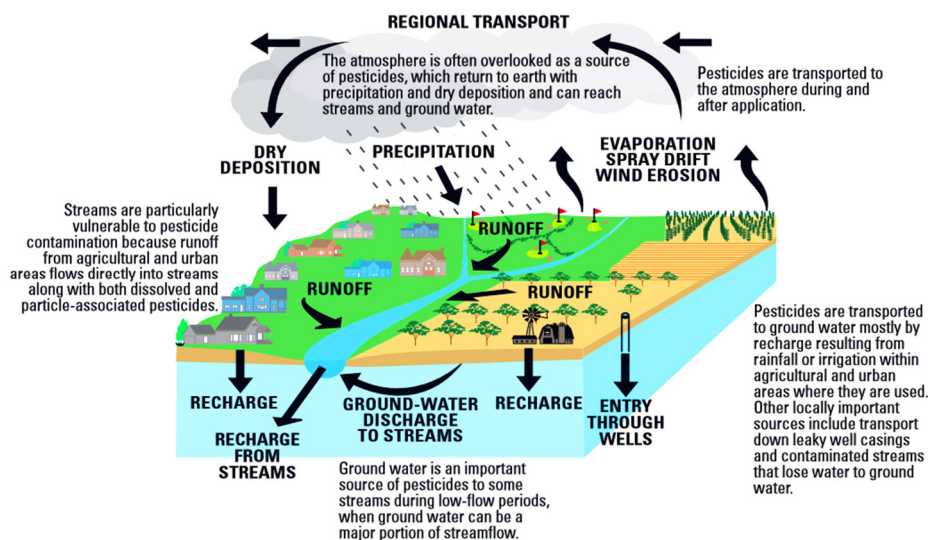 REGIONAL TRANSPORT
The atmosphere is often overlooked as a source
of pesticides, which return to earth with
precipitation and dry deposition and can reach
streams and ground water.
Pesticides are transported to
the atmosphere during and
after application.
DRY
DEPOSITION
PRECIPITATION
EVAPORATION
SPRAY DRIFT
WIND EROSION
Streams are particularly
vulnerable to pesticide
contamination because runoff
from agricultural and urban
areas flows directly into streams
along with both dissolved and
particle-associated pesticides.
RUNOFF
RUNOFF
RUNOFF
Pesticides are transported
to ground water mostly by
recharge resulting from
rainfall or irrigation within
agricultural and urban
areas where they are used.
Other locally important
sources include transport
down leaky well casings
and contaminated streams
that lose water to ground
water.
RECHARGE
RECHARGE
FROM
STREAMS
GROUND-WATER
DISCHARGE
TO STREAMS
RECHARGE
ENTRY
THROUGH
WELLS
Ground water is an important
source of pesticides to some
streams during low-flow periods,
when ground water can be a
major portion of streamflow.